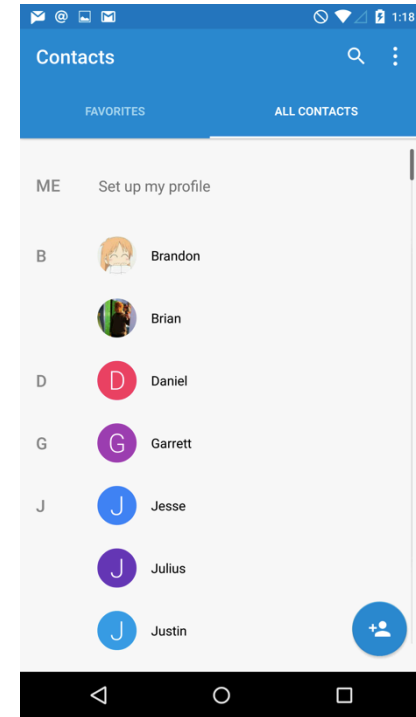 1:18
Contacts
FAVORITES ALL CONTACTS
ME Set up my profile
B Brandon
Brian
D D Daniel
G G Garrett
J J Jesse
J Julius
J Justin